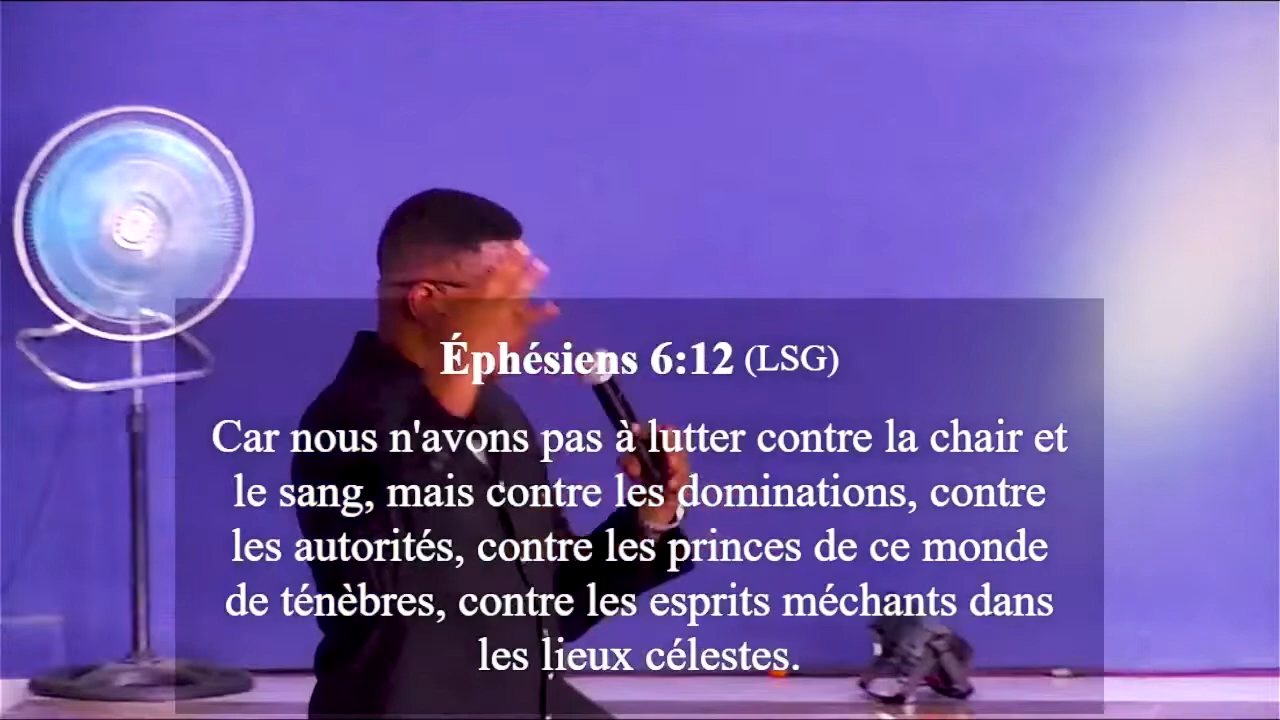 Éphésiens 6:12 (LSG)
Car nous n'avons pas à lutter contre la chair et
le sang, mais contre les dominations, contre
les autorités, contre les princes de ce monde
de ténèbres, contre les esprits méchants dans
les lieux célestes.